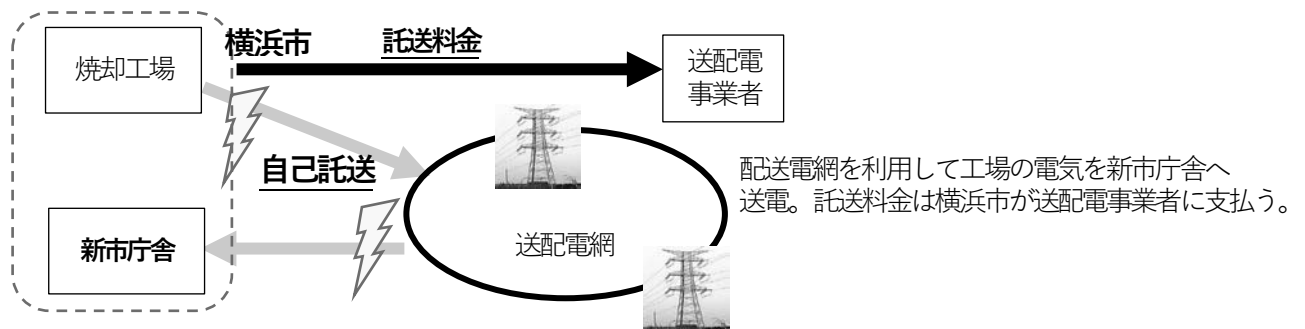 横浜市
託送料金
焼却工場
送配電
事業者
自己託送
配送電網を利用して工場の電気を新市庁舎へ
送電。託送料金は横浜市が送配電事業者に支払う。
新市庁舎
送配電網